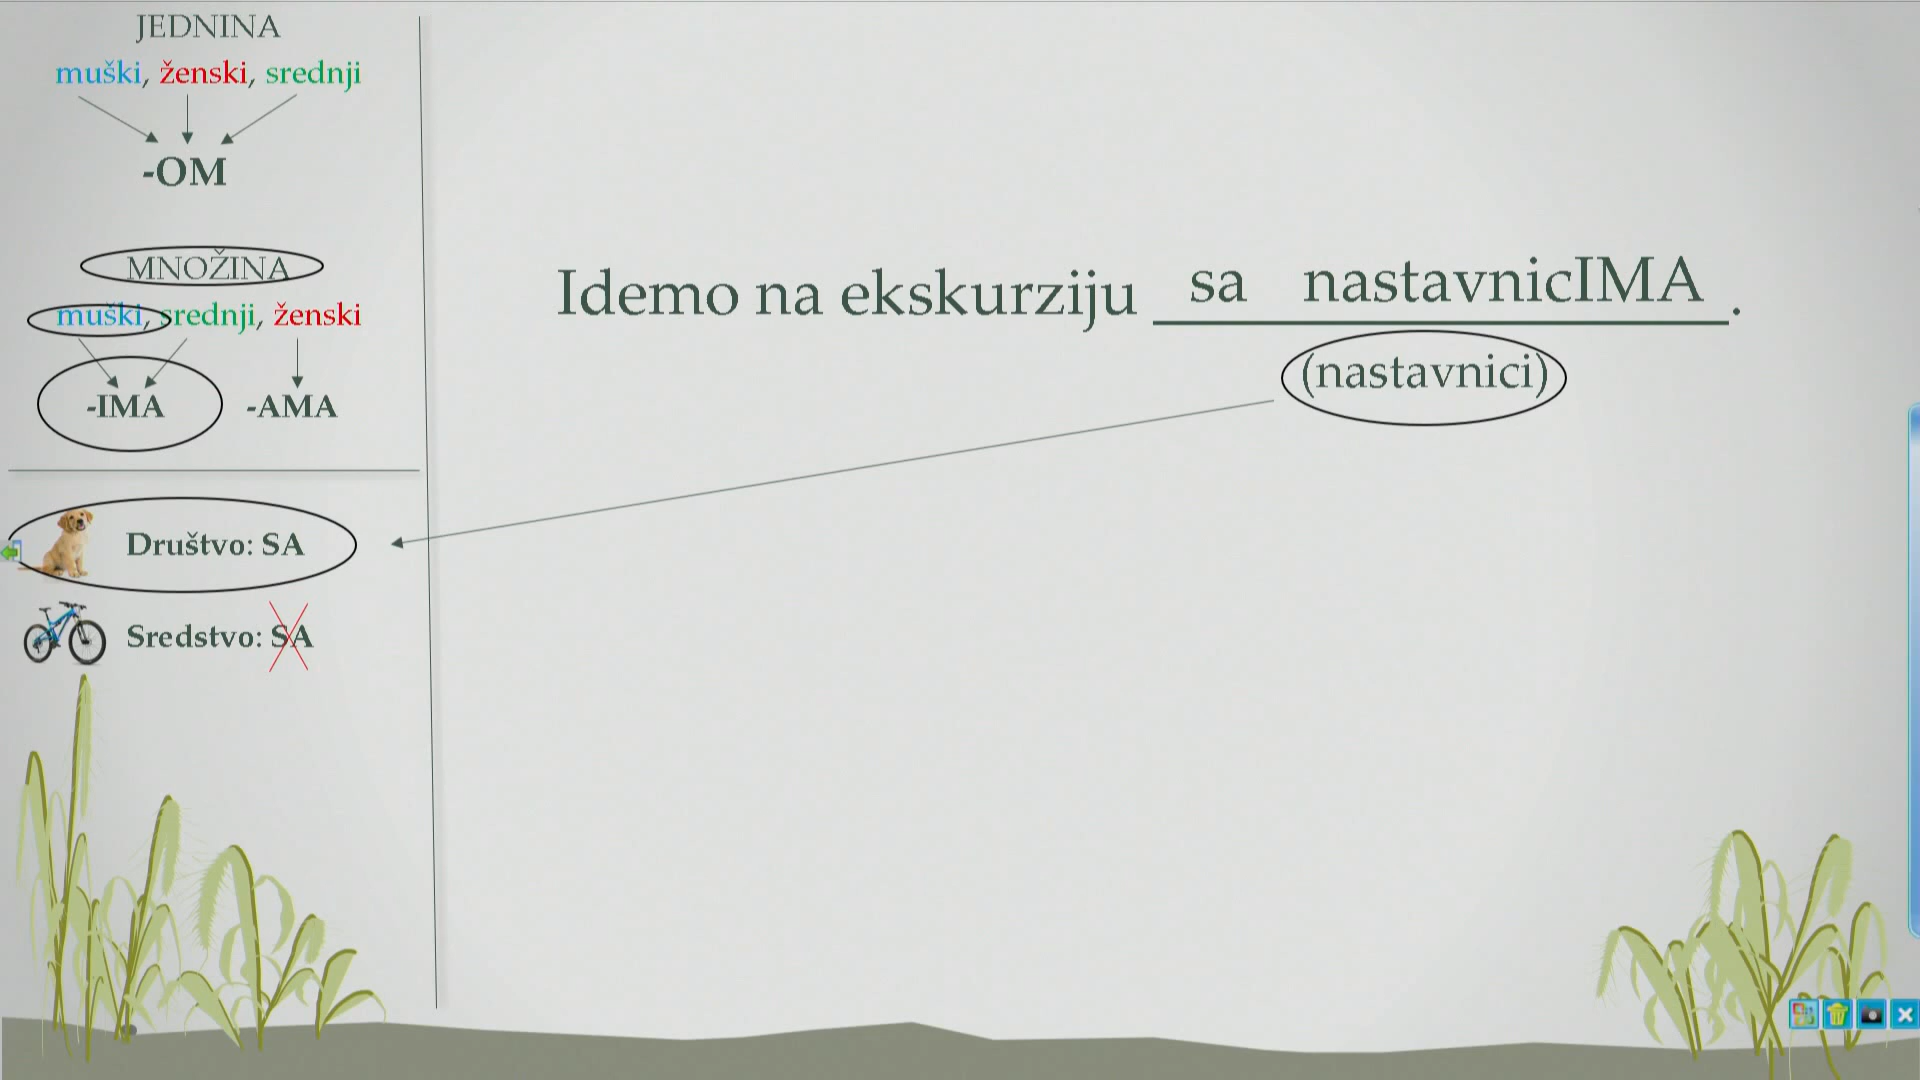 JEDNINA
muški, ženski, srednji
-OM
MNOŽINA
muški, srednji, ženski
-IMA -AMA
Društvo: SA
Sredstvo: SA
Idemo na ekskurziju sa nastavnicIMA.
(nastavnici)